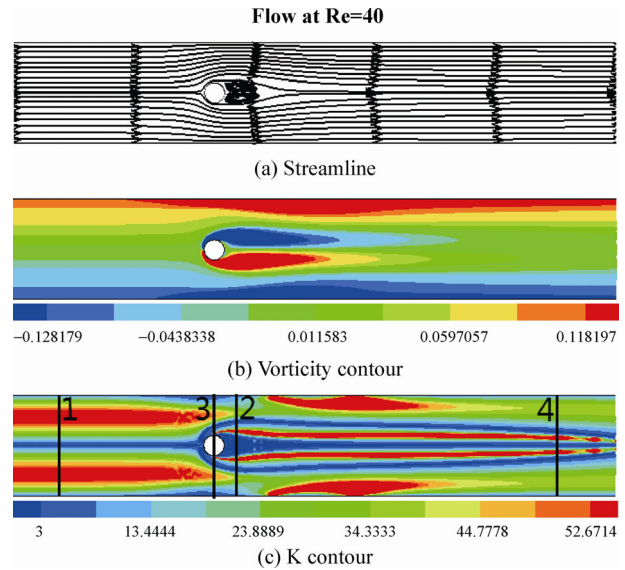 Flow at Re=40
(a) Streamline
−0.128179 −0.0438338 0.011583 0.0597057 0.118197
(b) Vorticity contour
1 3 2 4
3 13.4444 23.8889 34.3333 44.7778 52.6714
(c) K contour